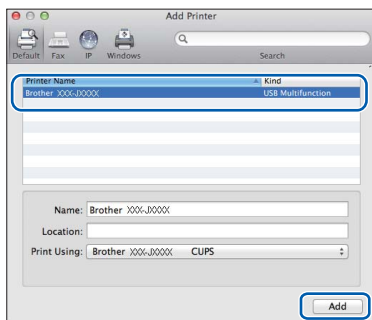 Add Printer
Default Fax IP Windows Search
Printer Name Kind
Brother XXX-JXXXX USB Multifunction
Name: Brother XXX-JXXXX
Location:
Print Using: Brother XXX-JXXXX CUPS
Add